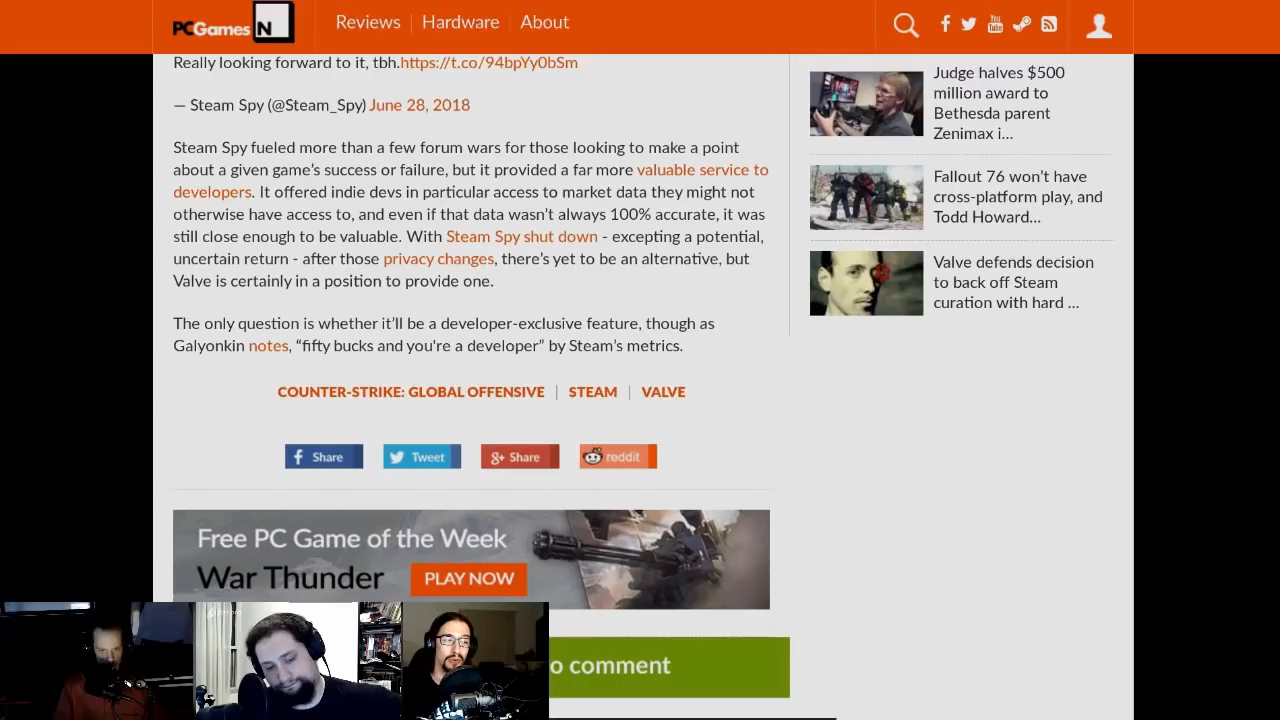 PCGamesN
Reviews
Hardware
About
Really looking forward to it, tbh.https://t.co/94bpYy0bSm
— Steam Spy (@Steam_Spy) June 28, 2018
Steam Spy fueled more than a few forum wars for those looking to make a point
about a given game’s success or failure, but it provided a far more valuable service to
developers. It offered indie devs in particular access to market data they might not
otherwise have access to, and even if that data wasn’t always 100% accurate, it was
still close enough to be valuable. With Steam Spy shut down - excepting a potential,
uncertain return - after those privacy changes, there’s yet to be an alternative, but
Valve is certainly in a position to provide one.
The only question is whether it’ll be a developer-exclusive feature, though as
Galyonkin notes, “fifty bucks and you're a developer” by Steam’s metrics.
COUNTER-STRIKE: GLOBAL OFFENSIVE | STEAM | VALVE
Share
Tweet
g+ Share
reddit
Free PC Game of the Week
War Thunder
PLAY NOW
o comment
Judge halves $500
million award to
Bethesda parent
Zenimax i...
Fallout 76 won’t have
cross-platform play, and
Todd Howard...
Valve defends decision
to back off Steam
curation with hard ...